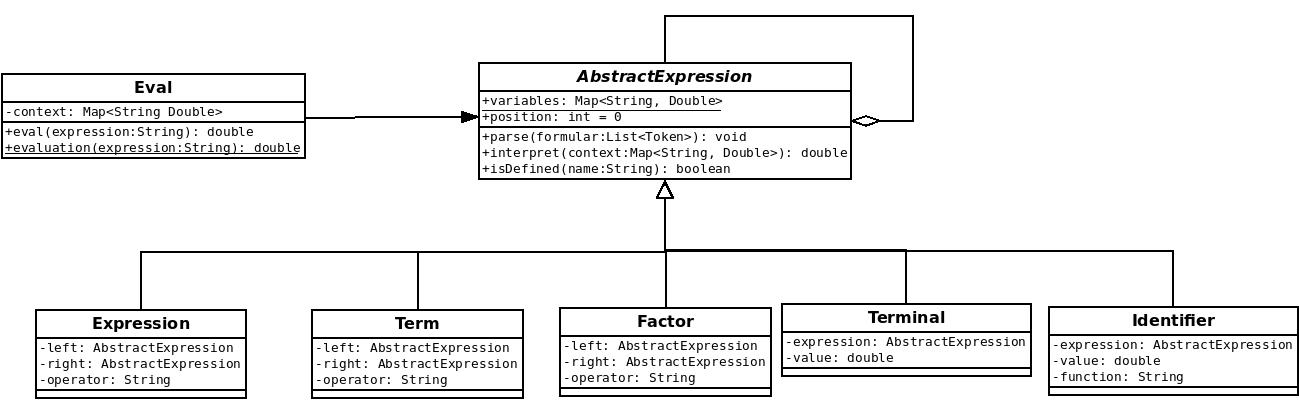 Eval
-context: Map<String Double>
+eval(expression:String): double
+evaluation(expression:String): double
AbstractExpression
+variables: Map<String, Double>
+position: int = 0
+parse(formular:List<Token>): void
+interpret(context:Map<String, Double>): double
+isDefined(name:String): boolean
Expression
-left: AbstractExpression
-right: AbstractExpression
-operator: String
Term
-left: AbstractExpression
-right: AbstractExpression
-operator: String
Factor
-left: AbstractExpression
-right: AbstractExpression
-operator: String
Terminal
-expression: AbstractExpression
-value: double
Identifier
-expression: AbstractExpression
-value: double
-function: String